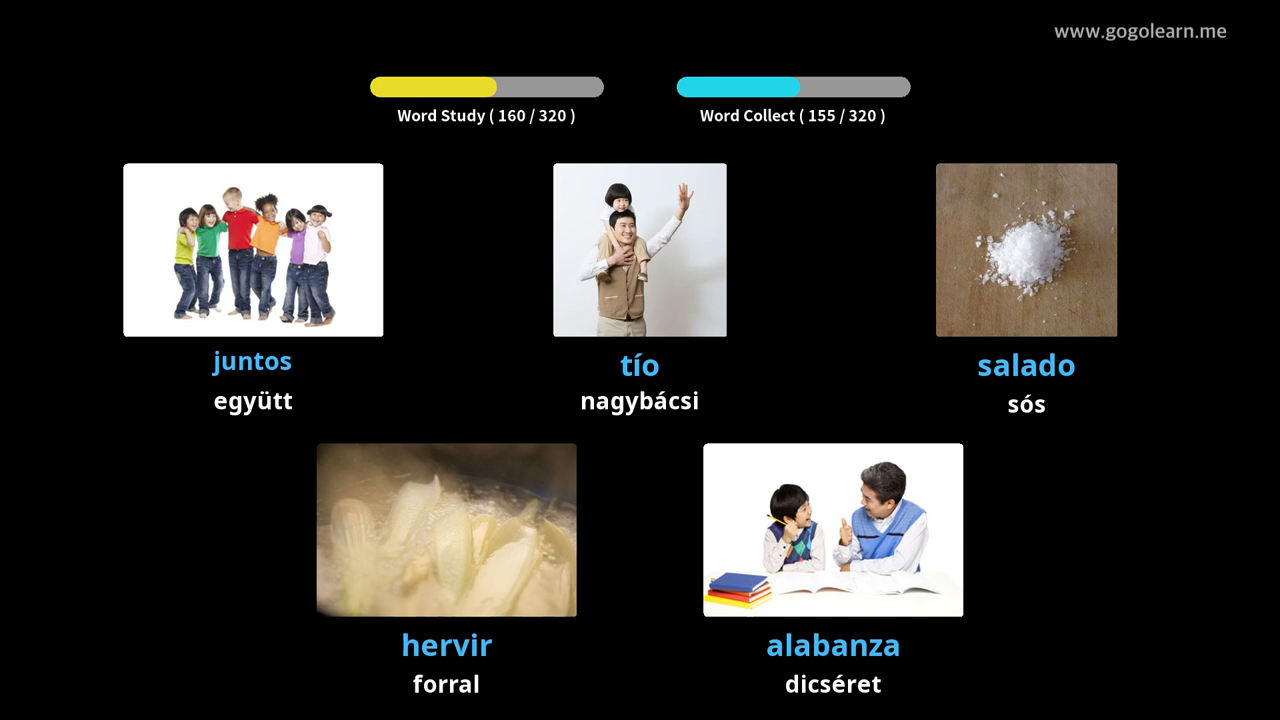 www.gogolearn.me
Word Study ( 160 / 320 )
Word Collect ( 155 / 320 )
juntos
együtt
tío
nagybácsi
salado
sós
hervir
forral
alabanza
dicséret